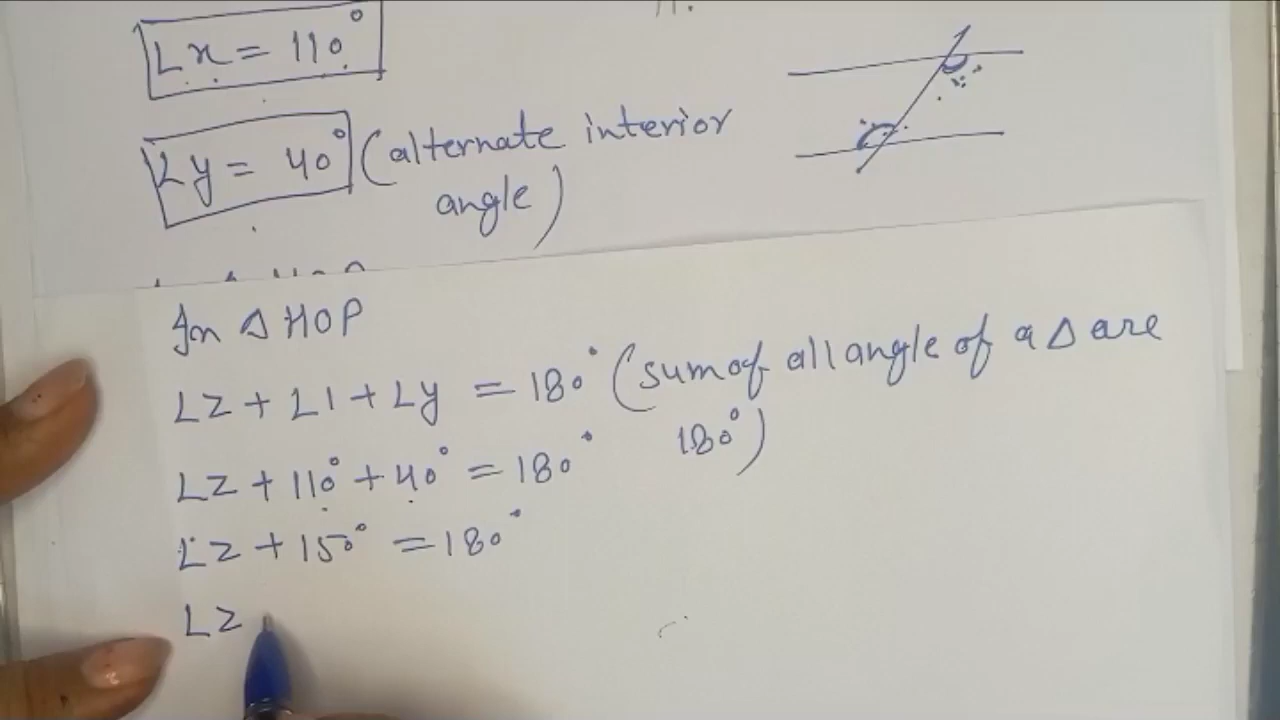 ∠x = 110°
∠y = 40° (alternate interior
angle)
In Δ HOP
∠z + ∠1 + ∠y = 180° (sum of all angle of a Δ are
180°)
∠z + 110° + 40° = 180°
∠z + 150° = 180°
∠z